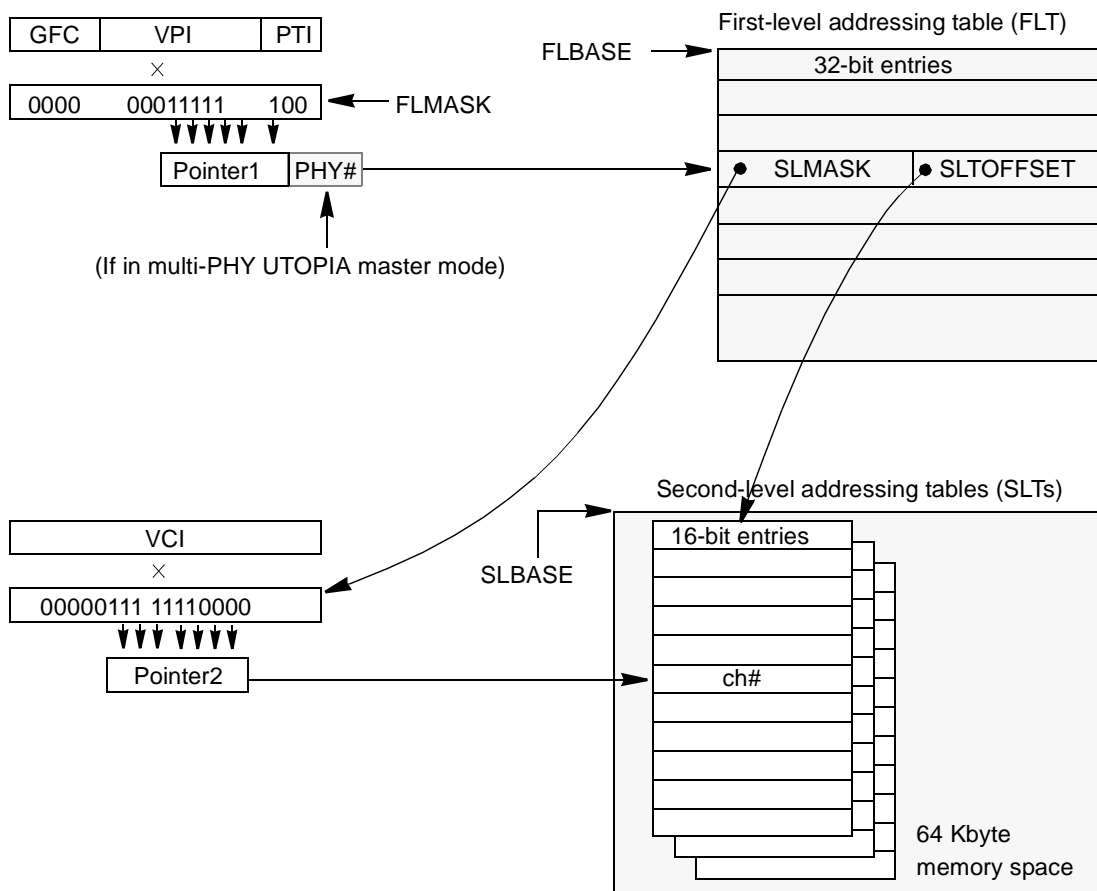 First-level addressing table (FLT)
GFC VPI PTI
FLBASE
32-bit entries
0000 00011111 100
FLMASK
Pointer1 PHY#
SLMASK SLTOFFSET
(If in multi-PHY UTOPIA master mode)
Second-level addressing tables (SLTs)
VCI
16-bit entries
SLBASE
00000111 11110000
Pointer2
ch#
64 Kbyte
memory space